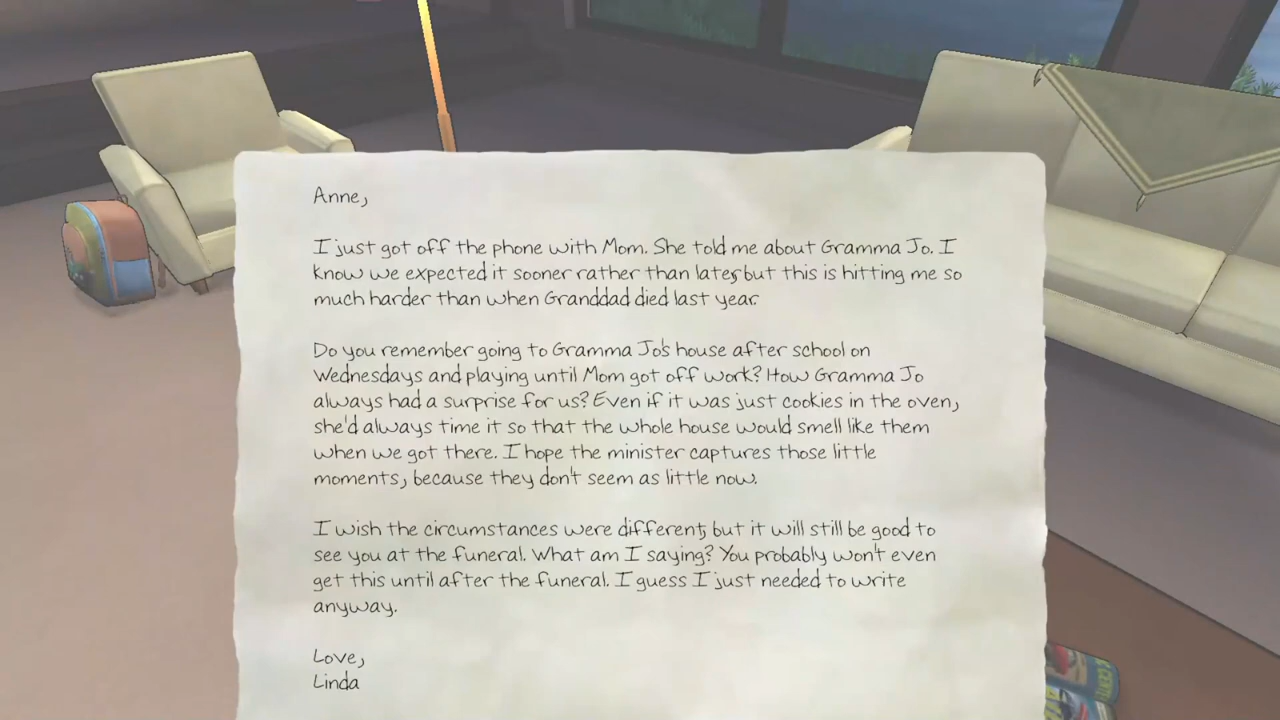 Anne,
I just got off the phone with Mom. She told me about Gramma Jo. I
know we expected it sooner rather than later, but this is hitting me so
much harder than when Granddad died last year.
Do you remember going to Gramma Jo's house after school on
Wednesdays and playing until Mom got off work? How Gramma Jo
always had a surprise for us? Even if it was just cookies in the oven,
she'd always time it so that the whole house would smell like them
when we got there. I hope the minister captures those little
moments, because they don't seem as little now.
I wish the circumstances were different, but it will still be good to
see you at the funeral. What am I saying? You probably won't even
get this until after the funeral. I guess I just needed to write
anyway.
Love,
Linda